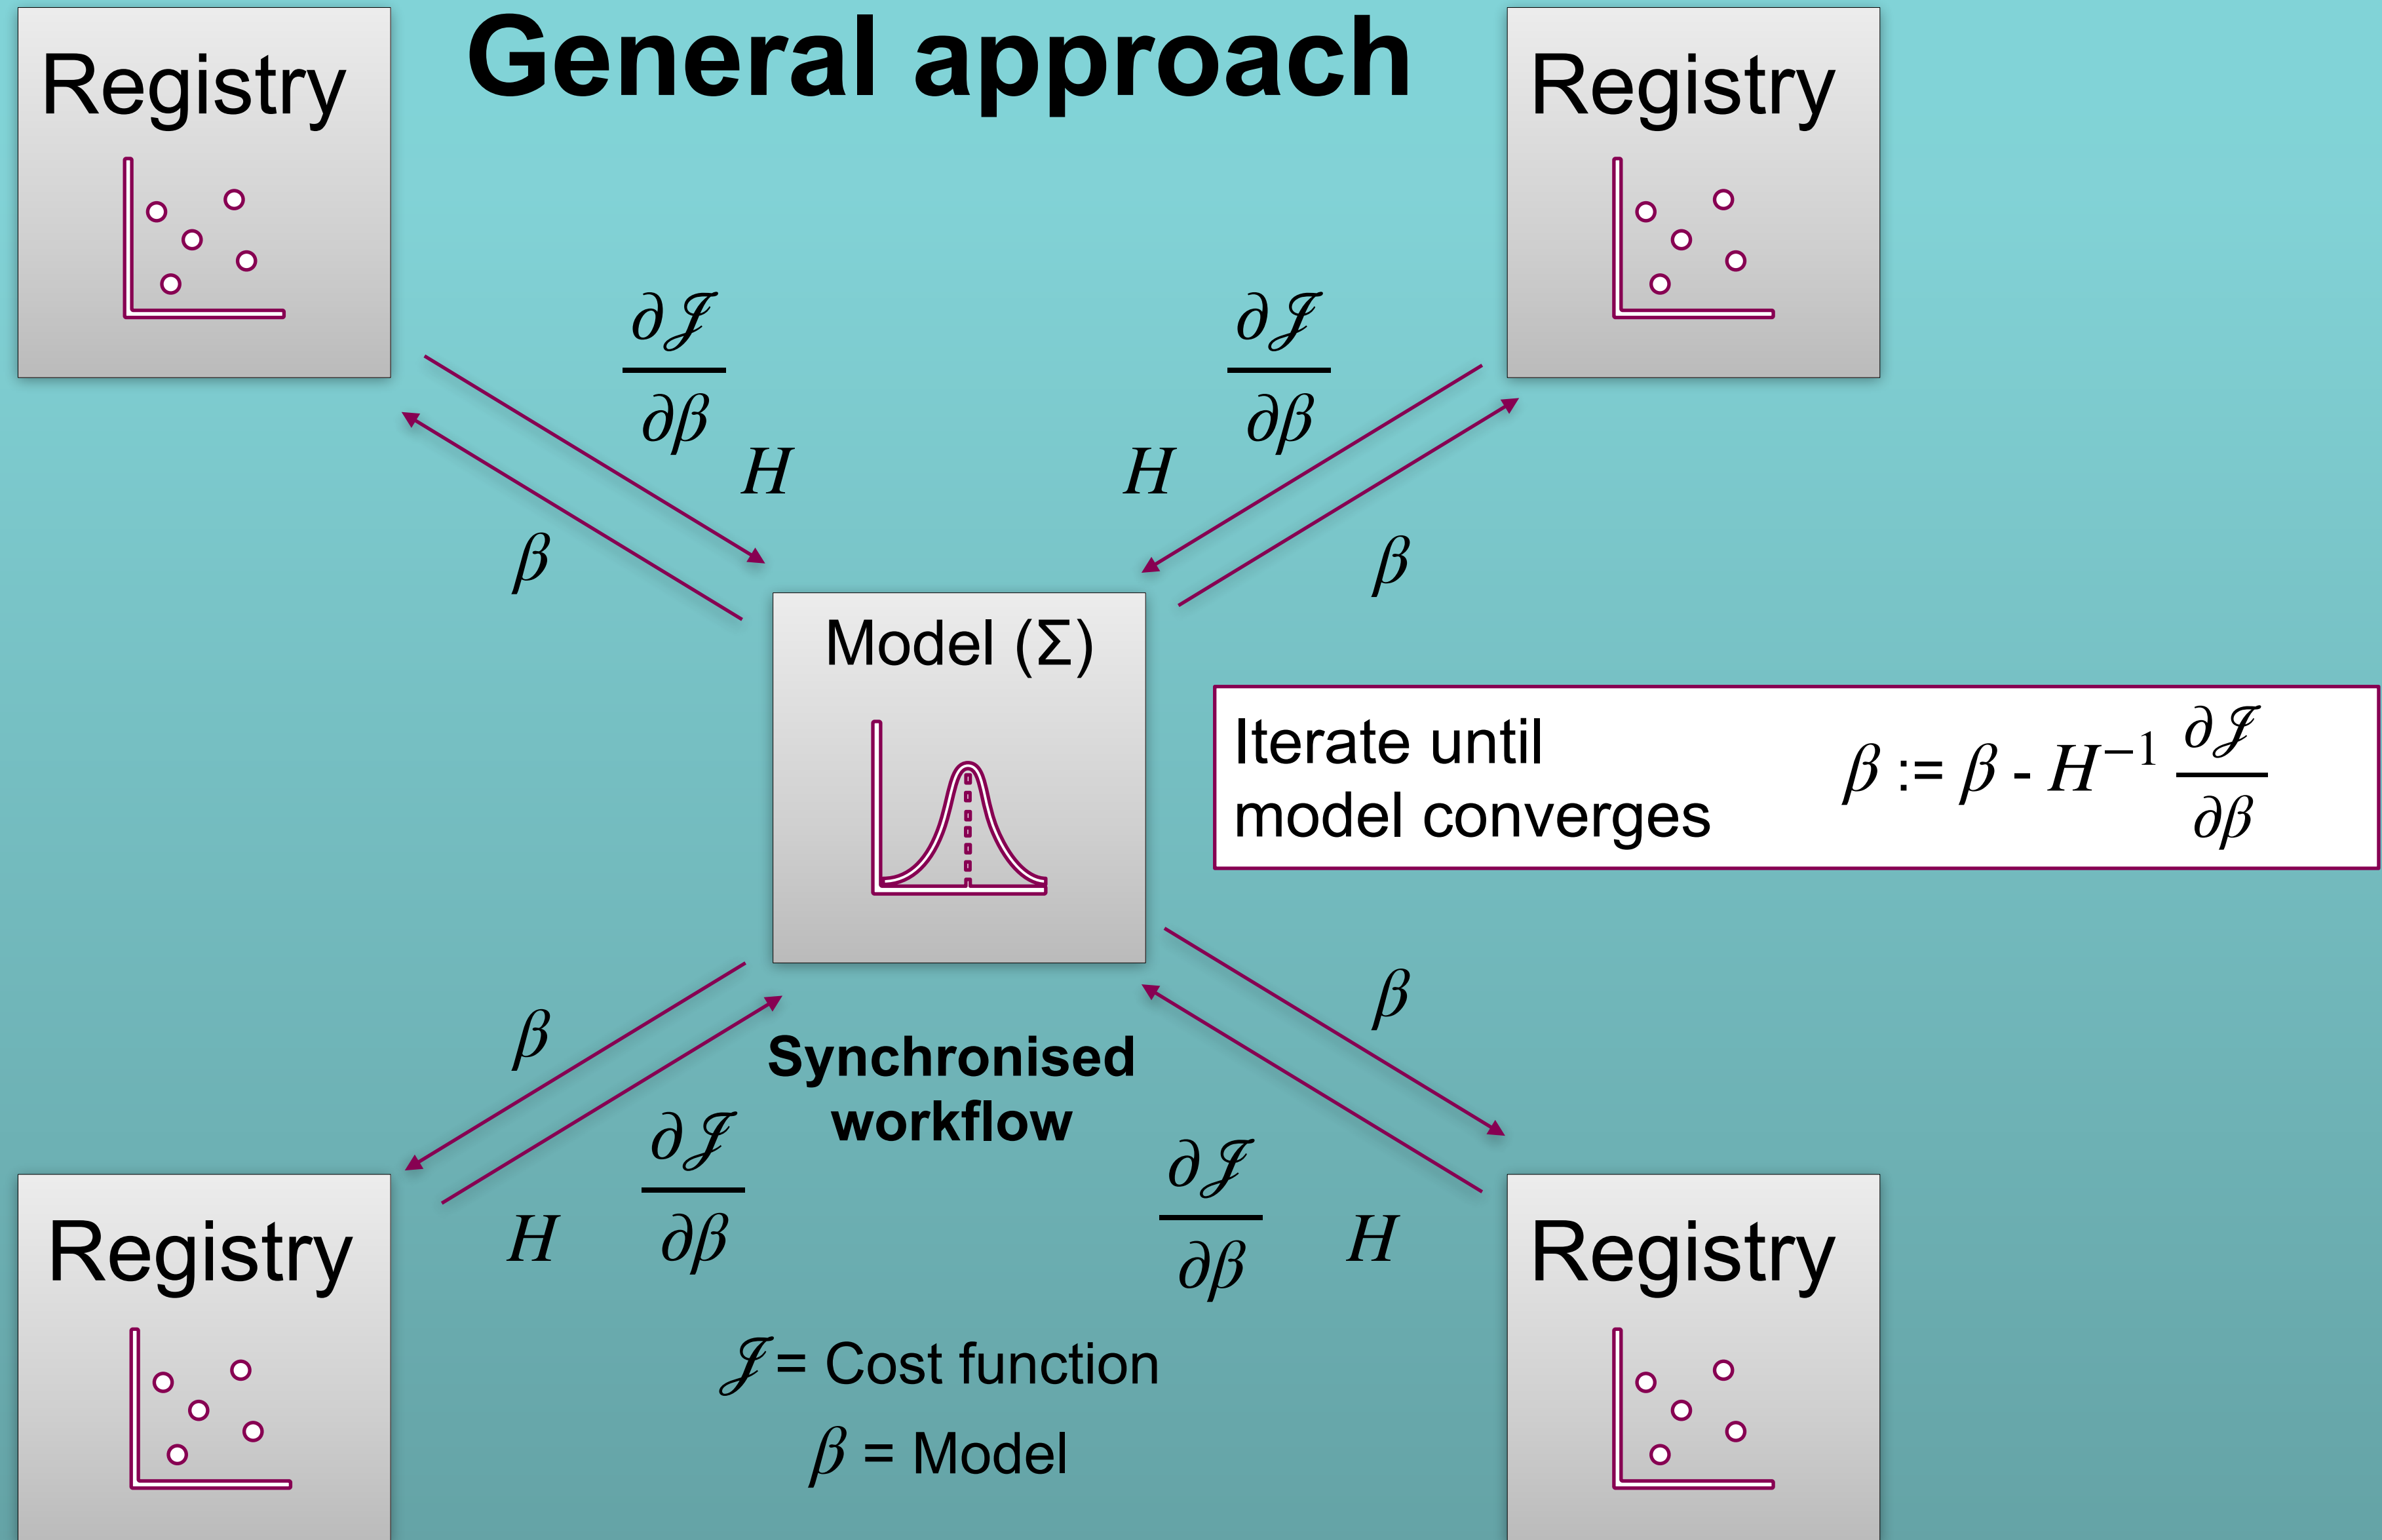 General approach
Registry
Registry
∂𝒥/∂β
H
β
∂𝒥/∂β
H
β
Model (Σ)
Iterate until
model converges
β := β - H⁻¹ ∂𝒥/∂β
β
H
∂𝒥/∂β
Synchronised
workflow
β
∂𝒥/∂β
H
Registry
Registry
𝒥 = Cost function
β = Model